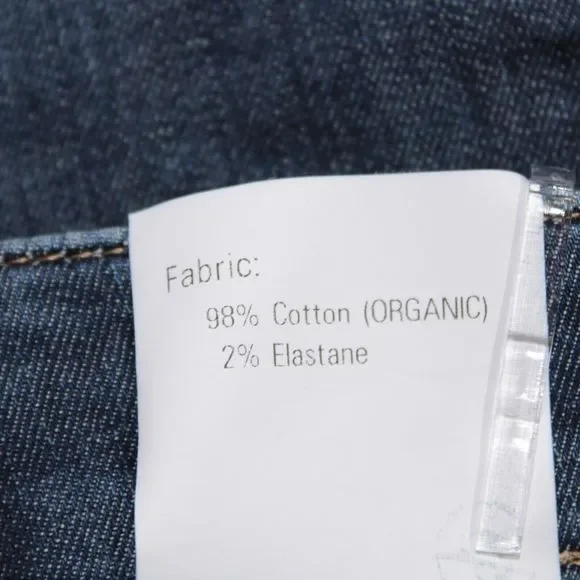 Fabric:
98% Cotton (ORGANIC)
2% Elastane